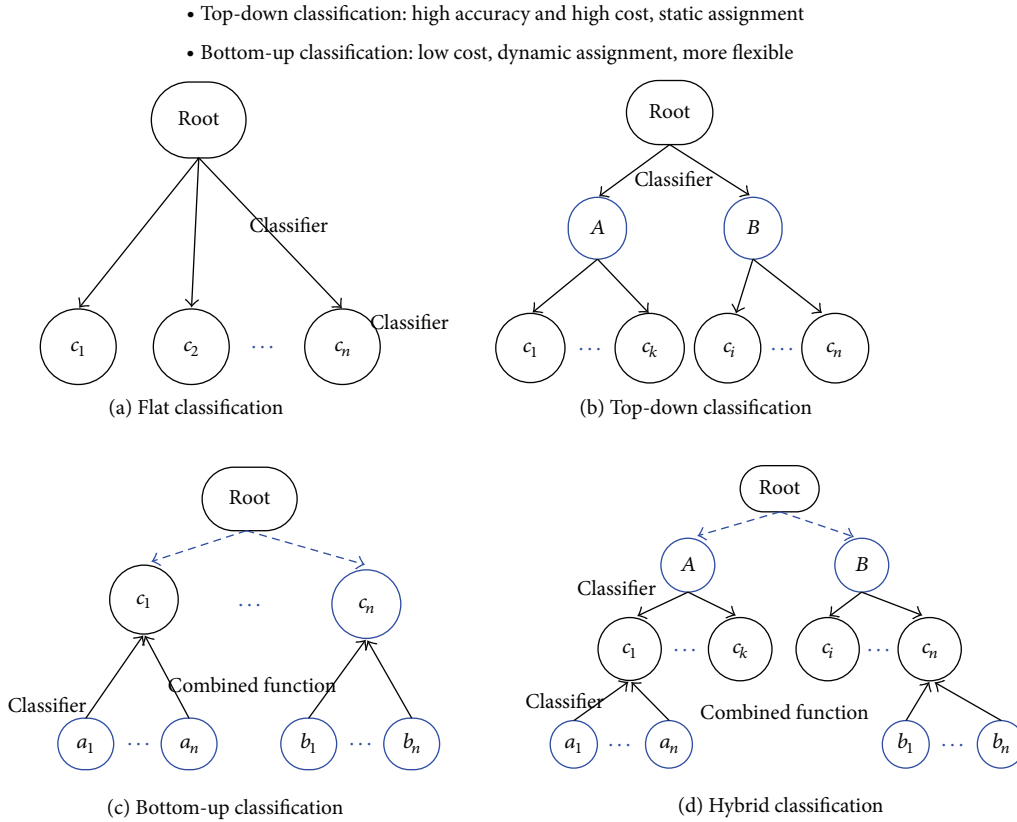 • Top-down classification: high accuracy and high cost, static assignment
• Bottom-up classification: low cost, dynamic assignment, more flexible
Root
Classifier
c1
c2
...
cn
Classifier
(a) Flat classification
Root
Classifier
A
B
c1
...
ck
ci
...
cn
(b) Top-down classification
Root
c1
...
cn
Combined function
Classifier
a1
...
an
b1
...
bn
(c) Bottom-up classification
Root
A
B
Classifier
c1
...
ck
ci
...
cn
Classifier
Combined function
a1
...
an
b1
...
bn
(d) Hybrid classification